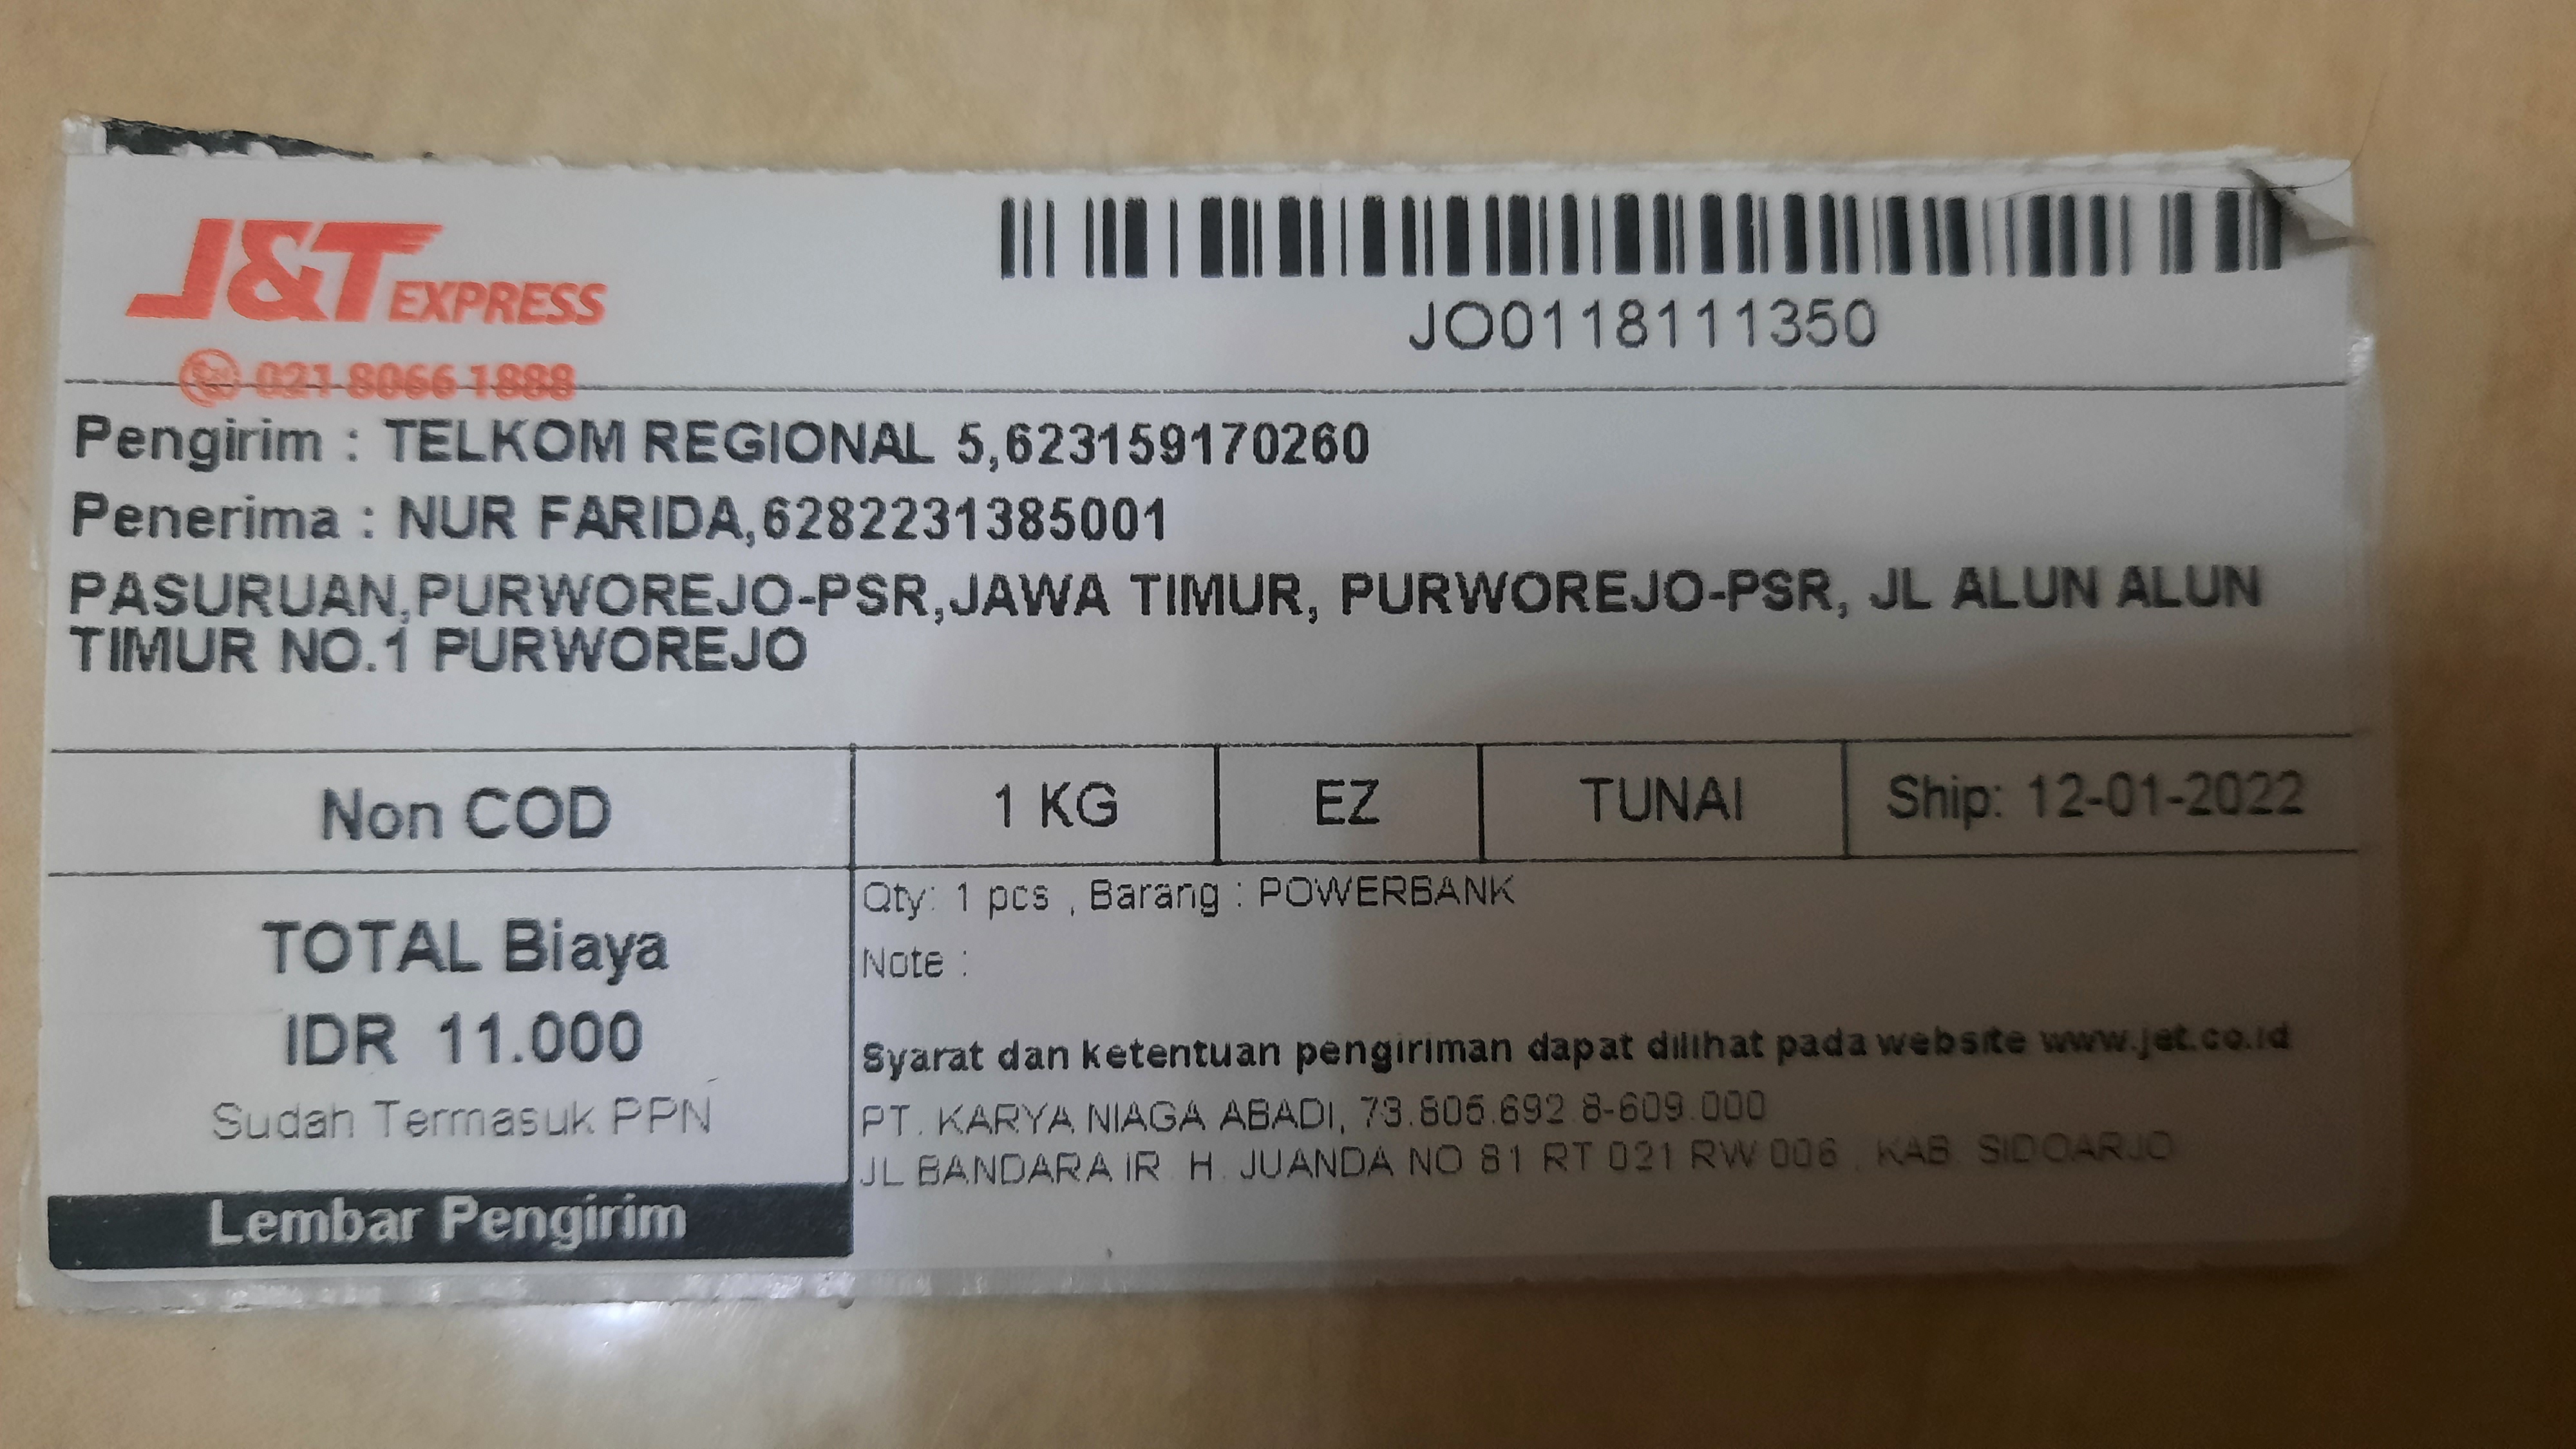 J&T EXPRESS
021-8066-1888
JO0118111350
Pengirim : TELKOM REGIONAL 5,623159170260
Penerima : NUR FARIDA,6282231385001
PASURUAN,PURWOREJO-PSR,JAWA TIMUR, PURWOREJO-PSR, JL ALUN ALUN
TIMUR NO.1 PURWOREJO
Non COD
1 KG
EZ
TUNAI
Ship: 12-01-2022
TOTAL Biaya
IDR 11.000
Sudah Termasuk PPN
Lembar Pengirim
Qty: 1 pcs , Barang : POWERBANK
Note :
Syarat dan ketentuan pengiriman dapat dilihat pada website www.jet.co.id
PT. KARYA NIAGA ABADI, 73.606.692.8-609.000
JL BANDARA IR. H. JUANDA NO 81 RT 021 RW 006 , KAB SIDOARJO